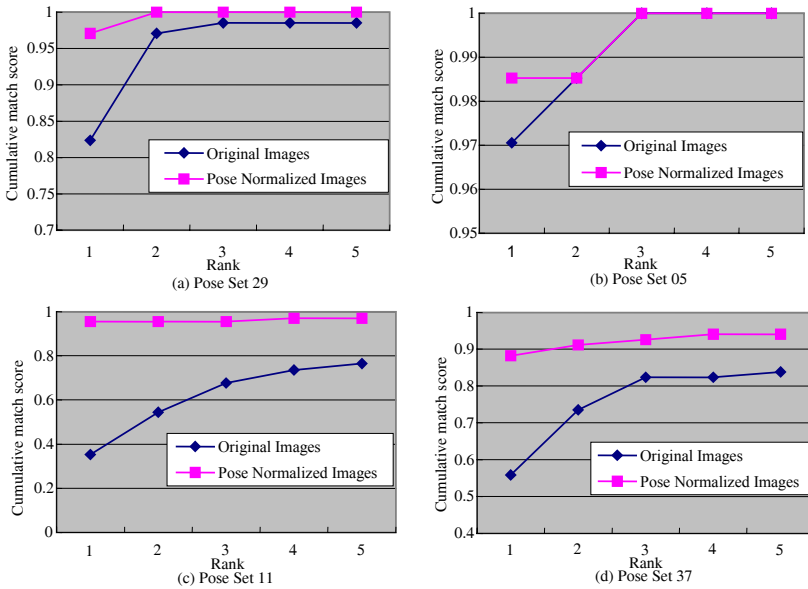 Cumulative match score
1
0.95
0.9
0.85
0.8
0.75
0.7
Original Images
Pose Normalized Images
1 2 3 4 5
Rank
(a) Pose Set 29
Cumulative match score
1
0.99
0.98
0.97
0.96
0.95
Original Images
Pose Normalized Images
1 2 3 4 5
Rank
(b) Pose Set 05
Cumulative match score
1
0.8
0.6
0.4
0.2
0
Original Images
Pose Normalized Images
1 2 3 4 5
Rank
(c) Pose Set 11
Cumulative match score
1
0.9
0.8
0.7
0.6
0.5
0.4
Original Images
Pose Normalized Images
1 2 3 4 5
Rank
(d) Pose Set 37